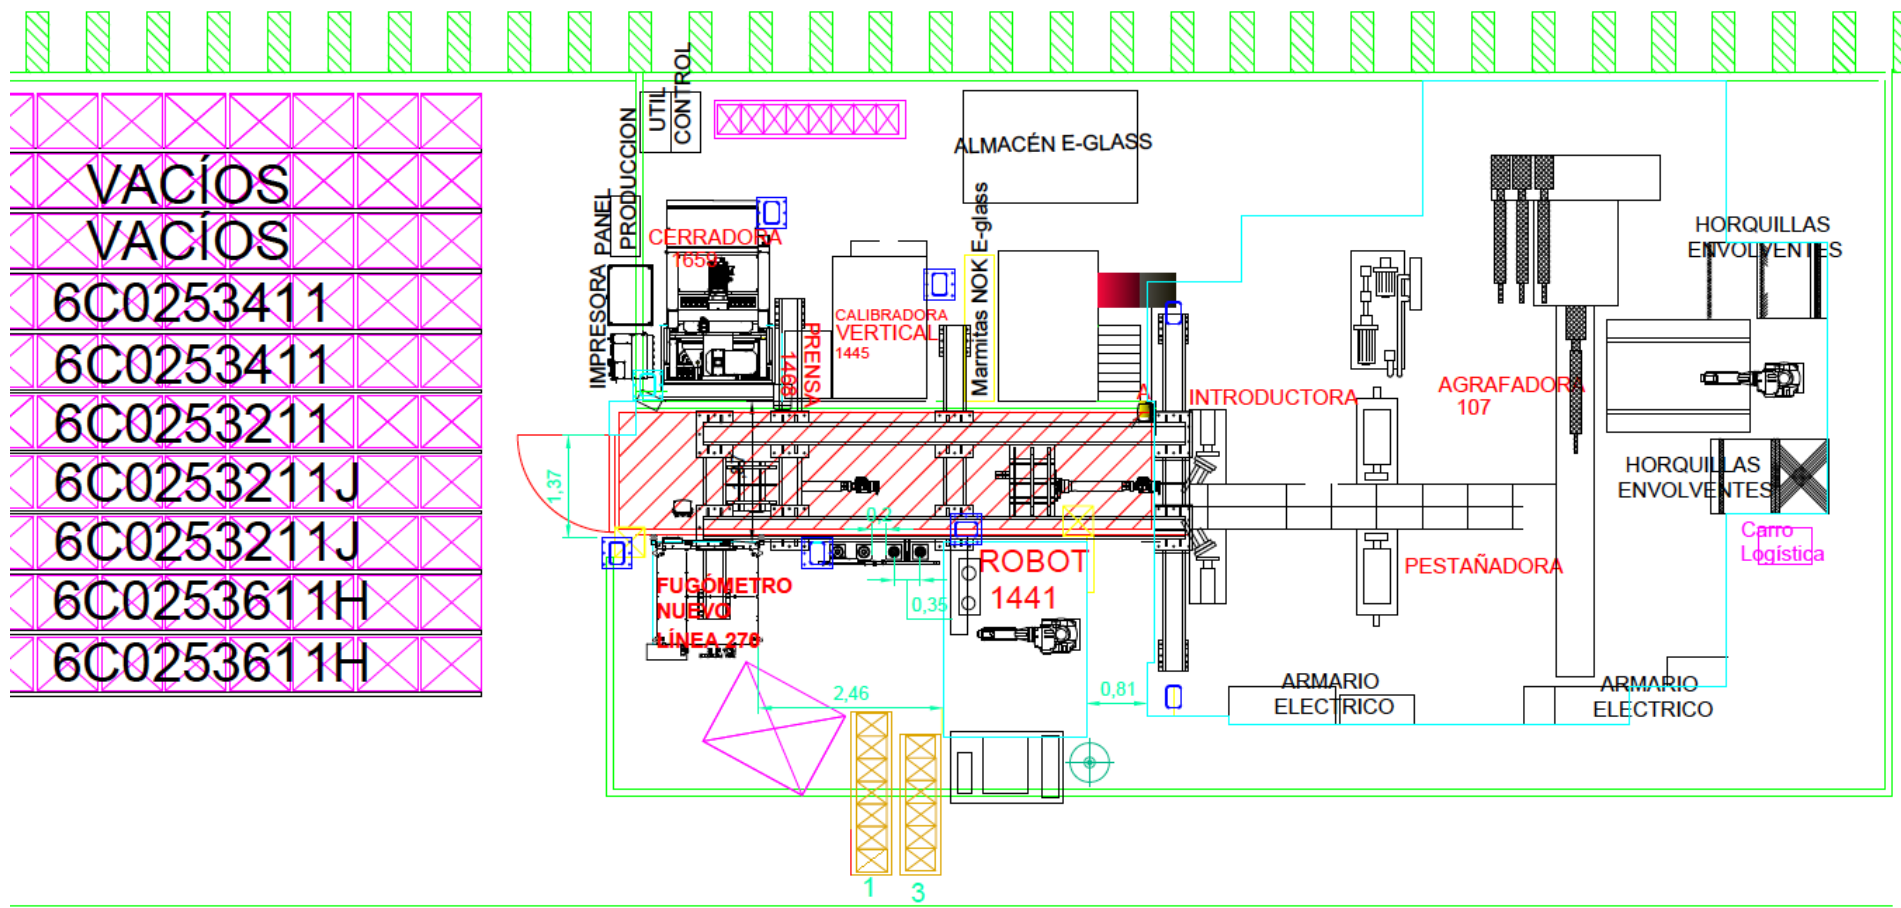 VACÍOS
VACÍOS
6C0253411
6C0253411
6C0253211
6C0253211J
6C0253211J
6C0253611H
6C0253611H
UTIL
CONTROL
PANEL
PRODUCCION
IMPRESORA
CERRADORA
1659
PRENSA
1468
CALIBRADORA
VERTICAL
1445
ALMACÉN E-GLASS
Marmitas NOK E-glass
INTRODUCTORA
AGRAFADORA
107
HORQUILLAS
ENVOLVENTES
HORQUILLAS
ENVOLVENTES
Carro
Logística
PESTAÑADORA
ARMARIO
ELECTRICO
ARMARIO
ELECTRICO
1,37
0,2
0,35
ROBOT
1441
FUGÓMETRO
NUEVO
LÍNEA 270
2,46
0,81
1
3